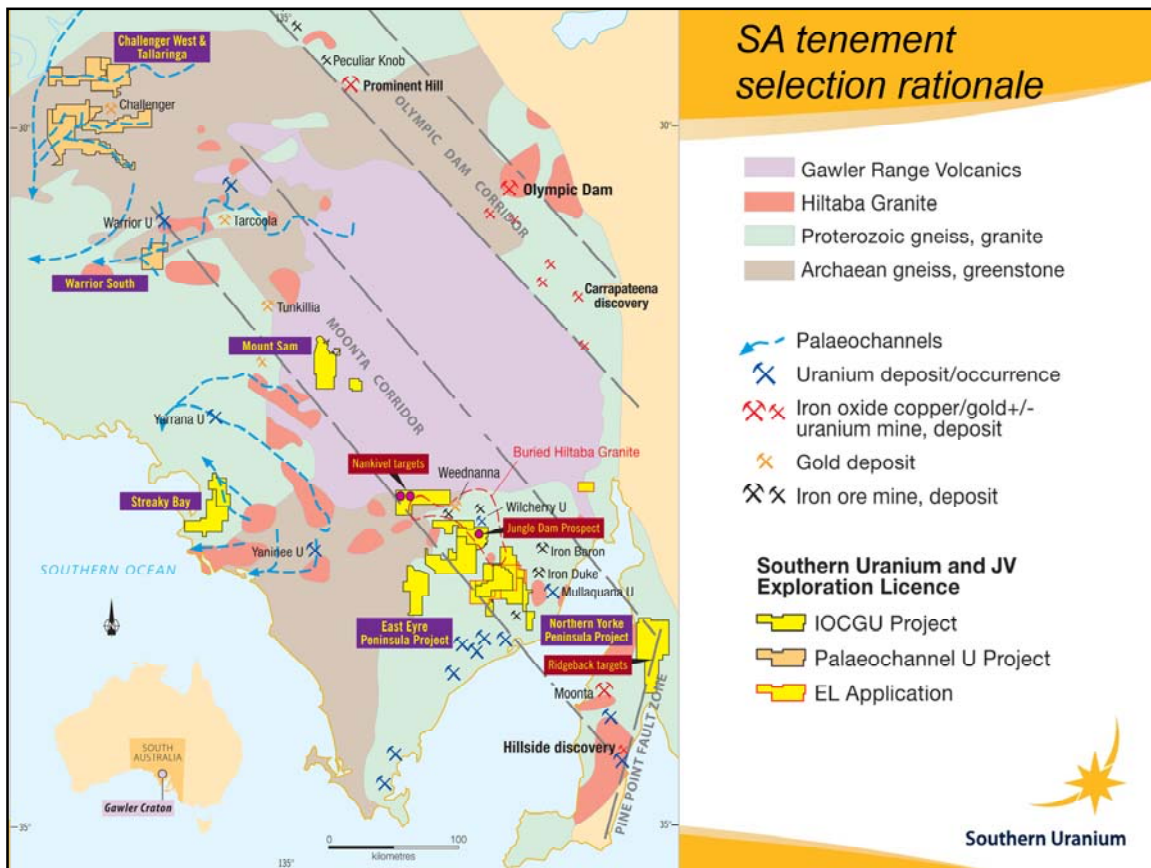 SA tenement
selection rationale
135°
Challenger West &
Tallaringa
Peculiar Knob
Prominent Hill
Challenger
30°
30°
OLYMPIC DAM CORRIDOR
Olympic Dam
Warrior U
Tarcoola
Warrior South
Carrapateena
discovery
Tunkillia
MOONTA CORRIDOR
Mount Sam
Yarrana U
Buried Hiltaba Granite
Nankivel targets
Weednanna
Streaky Bay
Wilcherry U
Jungle Dam Prospect
Yaninee U
Iron Baron
SOUTHERN OCEAN
Iron Duke
Mullaquana U
East Eyre
Peninsula Project
Northern Yorke
Peninsula Project
Ridgeback targets
Moonta
Hillside discovery
PINE POINT FAULT ZONE
SOUTH
AUSTRALIA
Gawler Craton
35°
35°
0
100
kilometres
135°
Gawler Range Volcanics
Hiltaba Granite
Proterozoic gneiss, granite
Archaean gneiss, greenstone
Palaeochannels
Uranium deposit/occurrence
Iron oxide copper/gold+/-
uranium mine, deposit
Gold deposit
Iron ore mine, deposit
Southern Uranium and JV
Exploration Licence
IOCGU Project
Palaeochannel U Project
EL Application
Southern Uranium